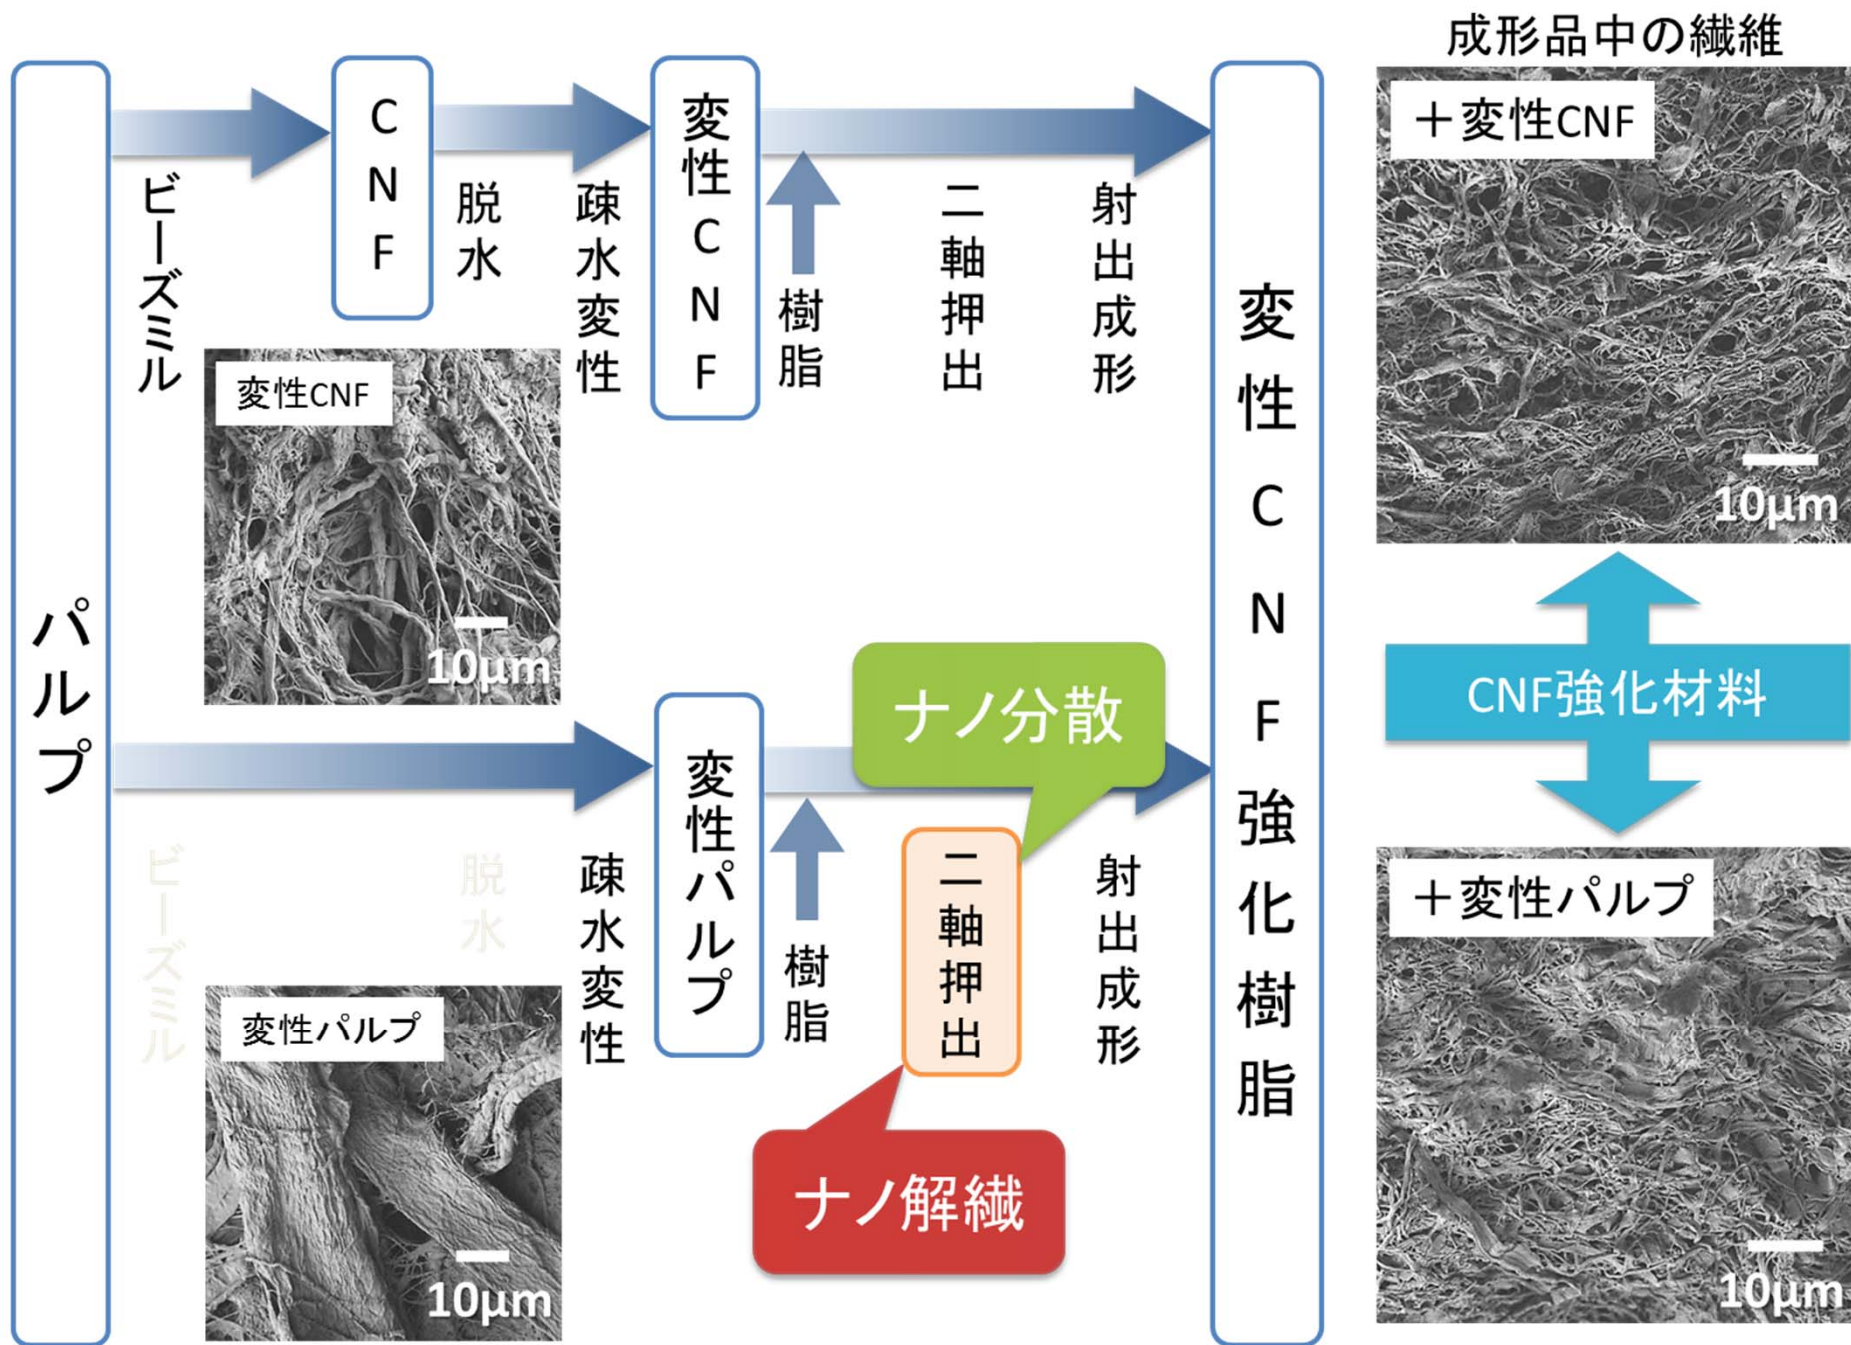 成形品中の繊維
パルプ
ビーズミル
CNF
脱水
疎水変性
変性CNF
樹脂
二軸押出
射出成形
変性CNF強化樹脂
変性CNF
10μm
＋変性CNF
10μm
CNF強化材料
ビーズミル
脱水
疎水変性
変性パルプ
樹脂
ナノ分散
二軸押出
ナノ解繊
射出成形
変性パルプ
10μm
＋変性パルプ
10μm